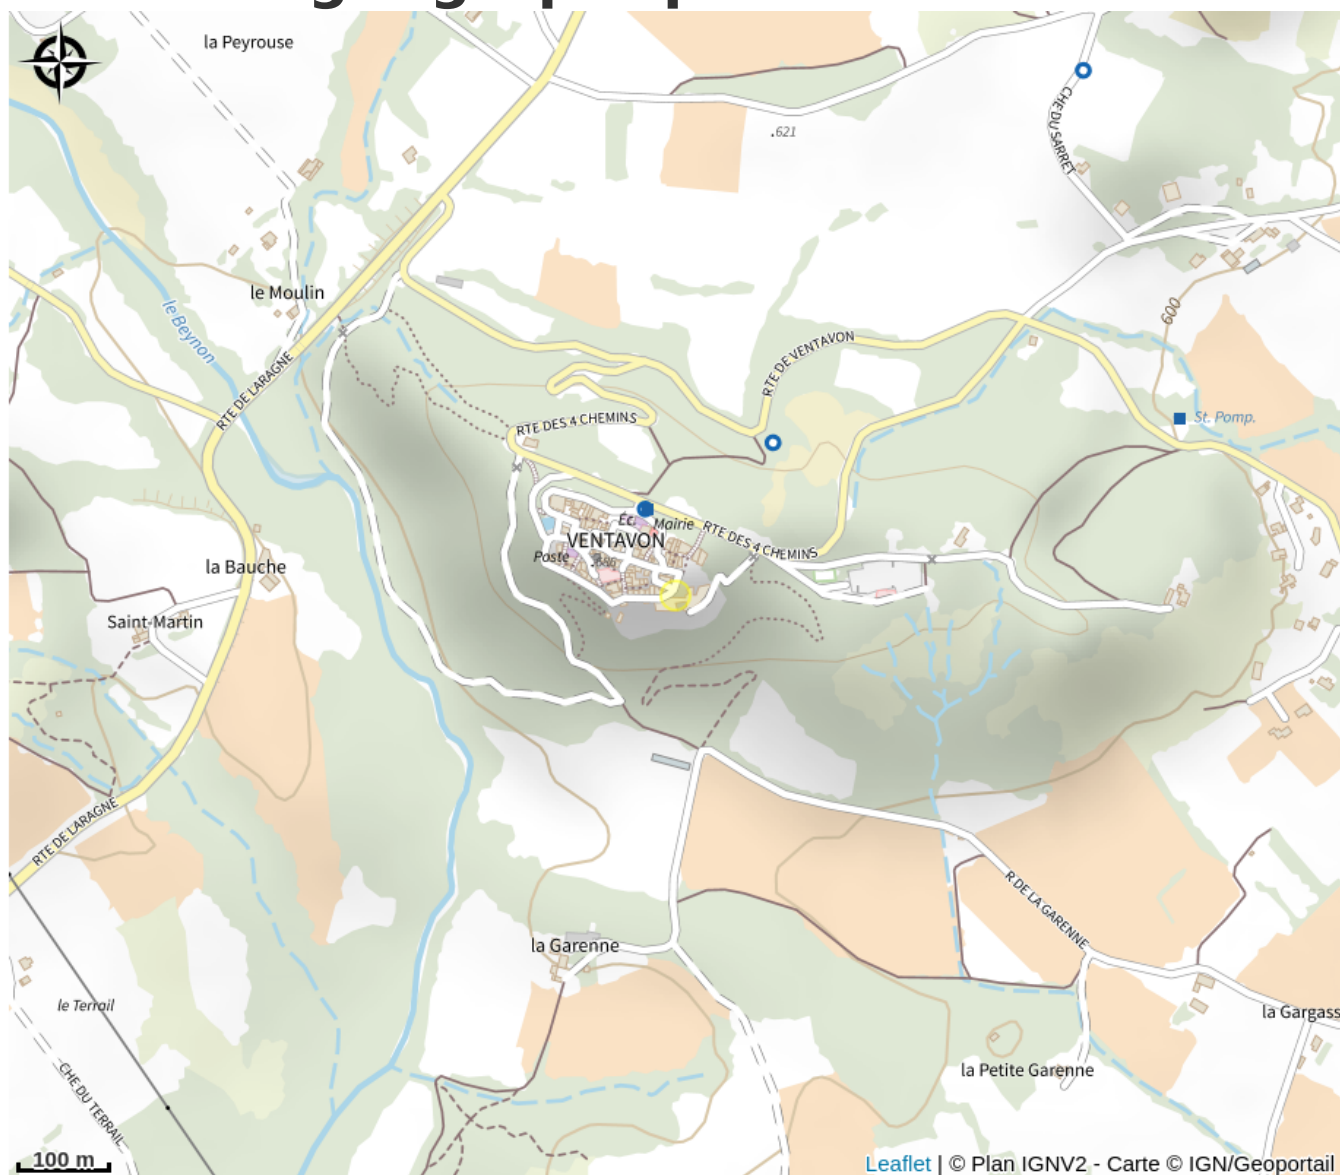 la Peyrouse
.621
CHE DU SARRET
le Moulin
le Beynon
600
RTE DE VENTAVON
RTE DE LARAGNE
RTE DES 4 CHEMINS
St. Pomp.
Éc.
Mairie
VENTAVON
RTE DES 4 CHEMINS
Poste
la Bauche
Saint-Martin
RTE DE LARAGNE
R DE LA GARENNE
la Garenne
le Terrail
la Gargass
la Petite Garenne
CHE DU TERRAIL
100 m
Leaflet | © Plan IGNV2 - Carte © IGN/Geoportail